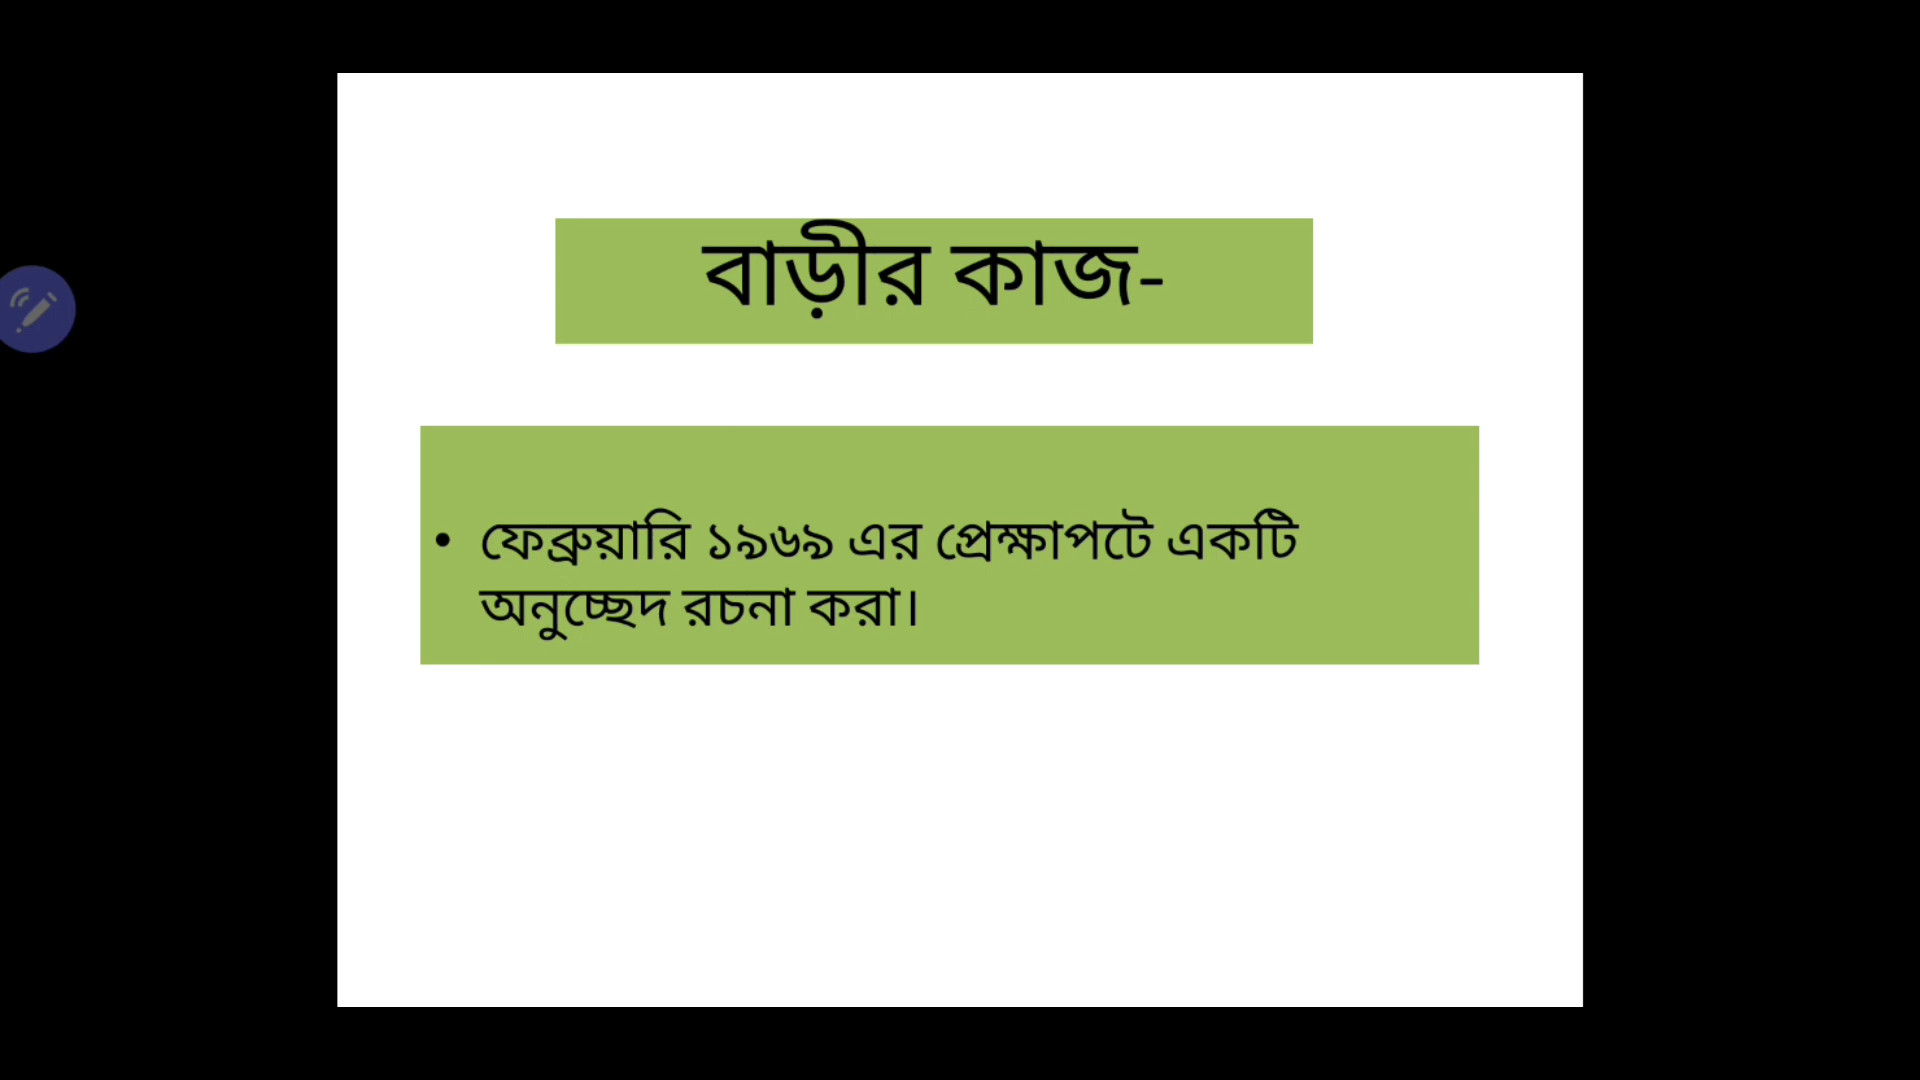 বাড়ীর কাজ-
• ফেব্রুয়ারি ১৯৬৯ এর প্রেক্ষাপটে একটি
অনুচ্ছেদ রচনা করা।